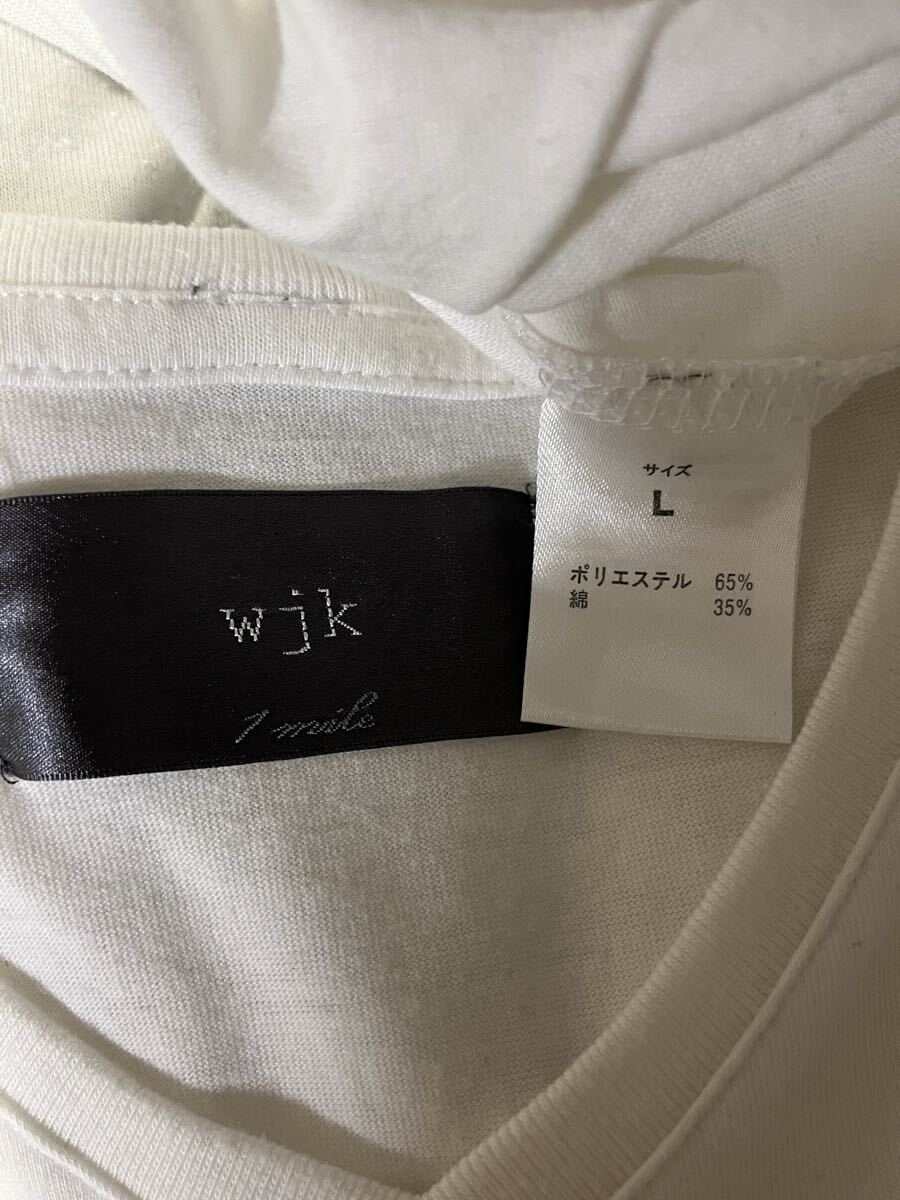 wjk
1 mile
サイズ
L
ポリエステル 65%
綿 35%